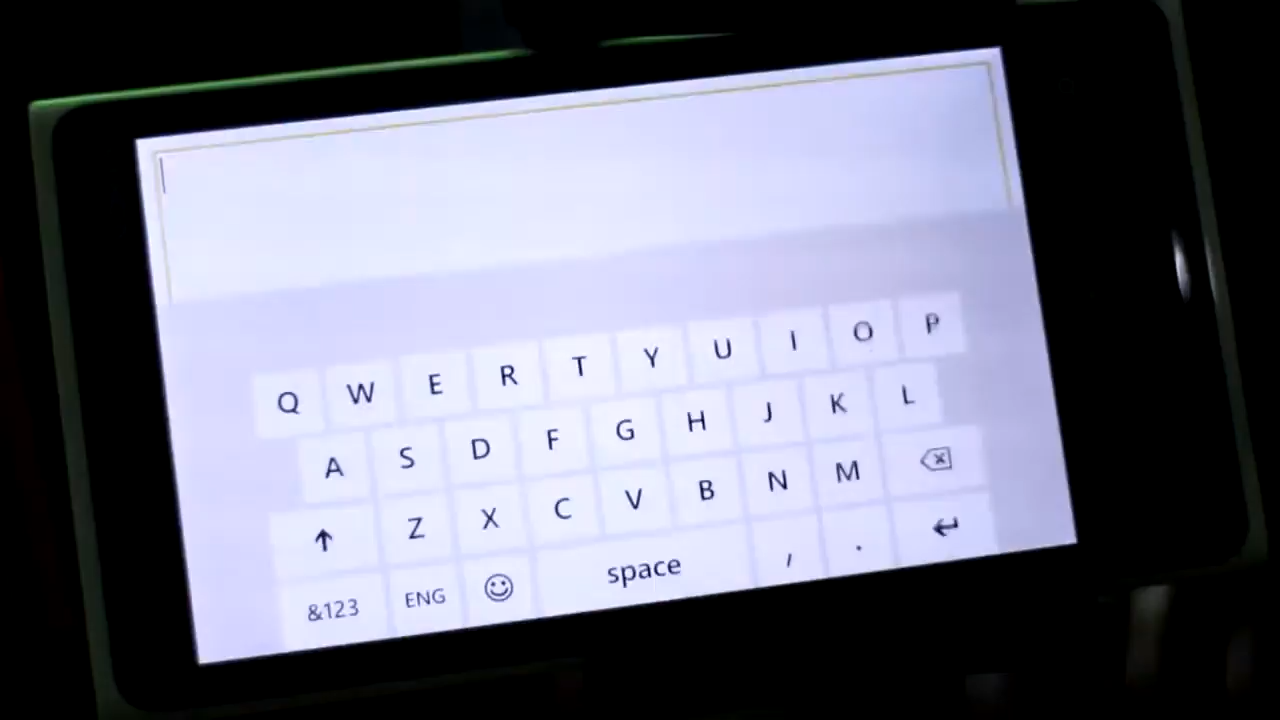 Q W E R T Y U I O P
A S D F G H J K L
Z X C V B N M
&123 ENG space , .